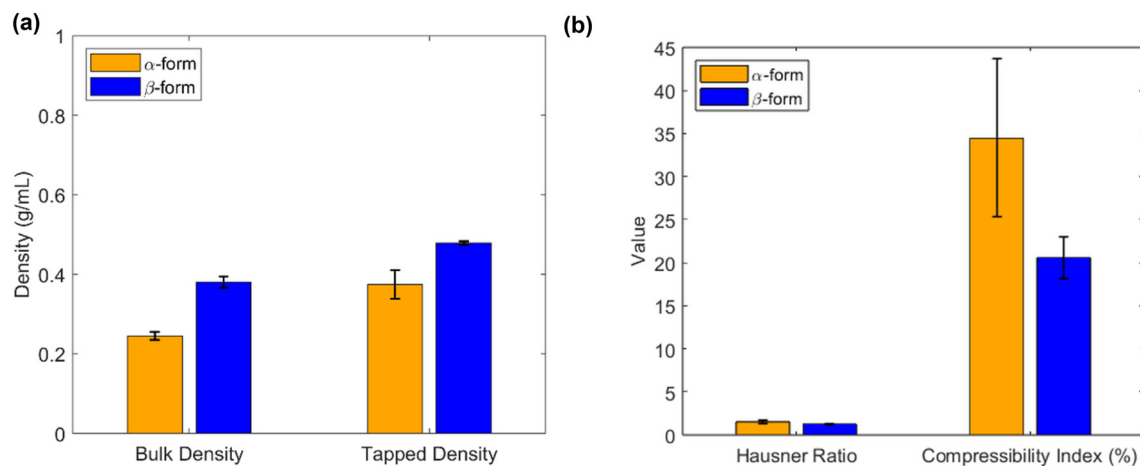 (a)
1
0.8
0.6
0.4
0.2
0
Density (g/mL)
α-form
β-form
Bulk Density
Tapped Density
(b)
45
40
35
30
25
20
15
10
5
0
Value
α-form
β-form
Hausner Ratio
Compressibility Index (%)